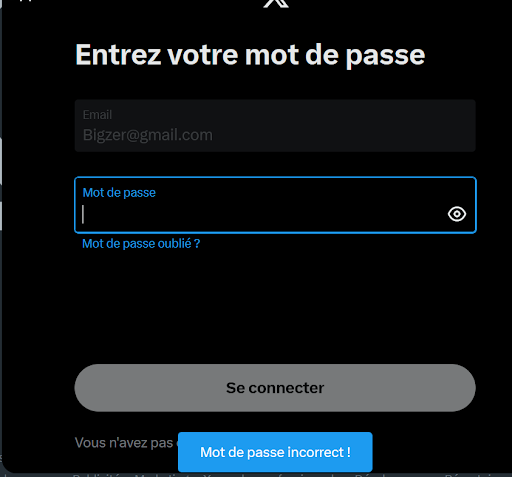 Entrez votre mot de passe
Email
Bigzer@gmail.com
Mot de passe
Mot de passe oublié ?
Se connecter
Vous n'avez pas
Mot de passe incorrect !